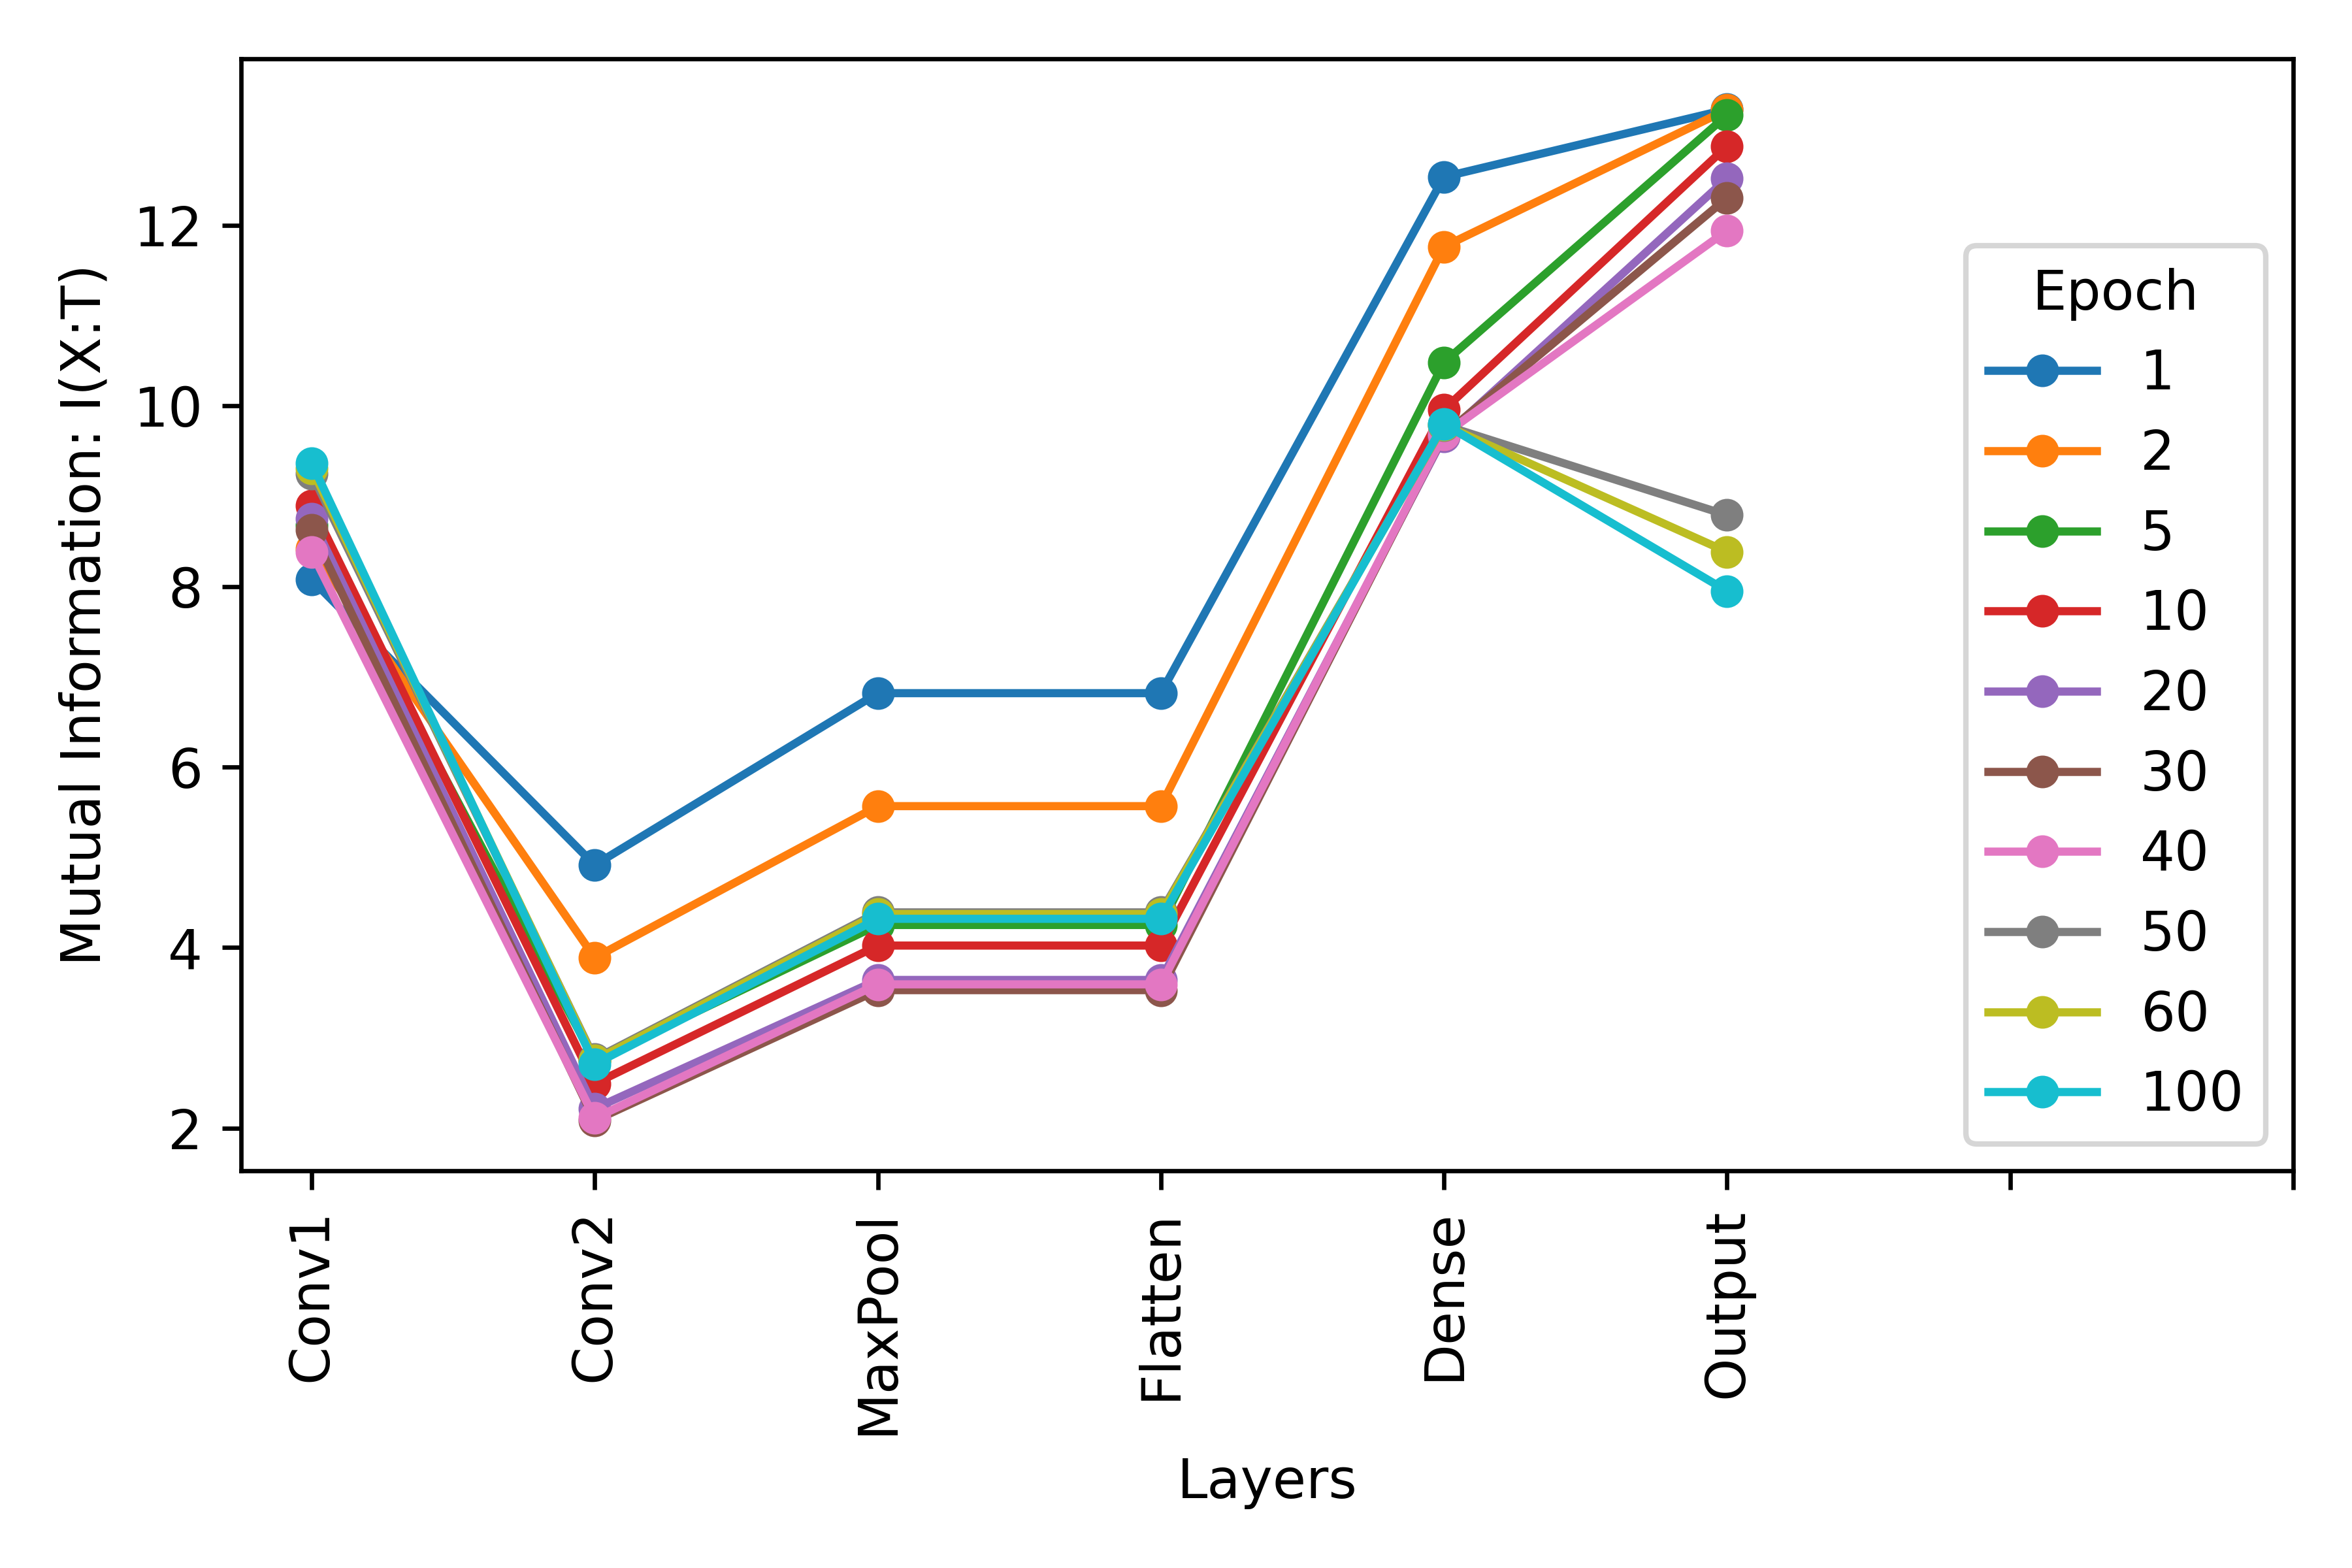 Mutual Information: I(X:T)
12
10
8
6
4
2
Epoch
1
2
5
10
20
30
40
50
60
100
Conv1
Conv2
MaxPool
Flatten
Dense
Output
Layers